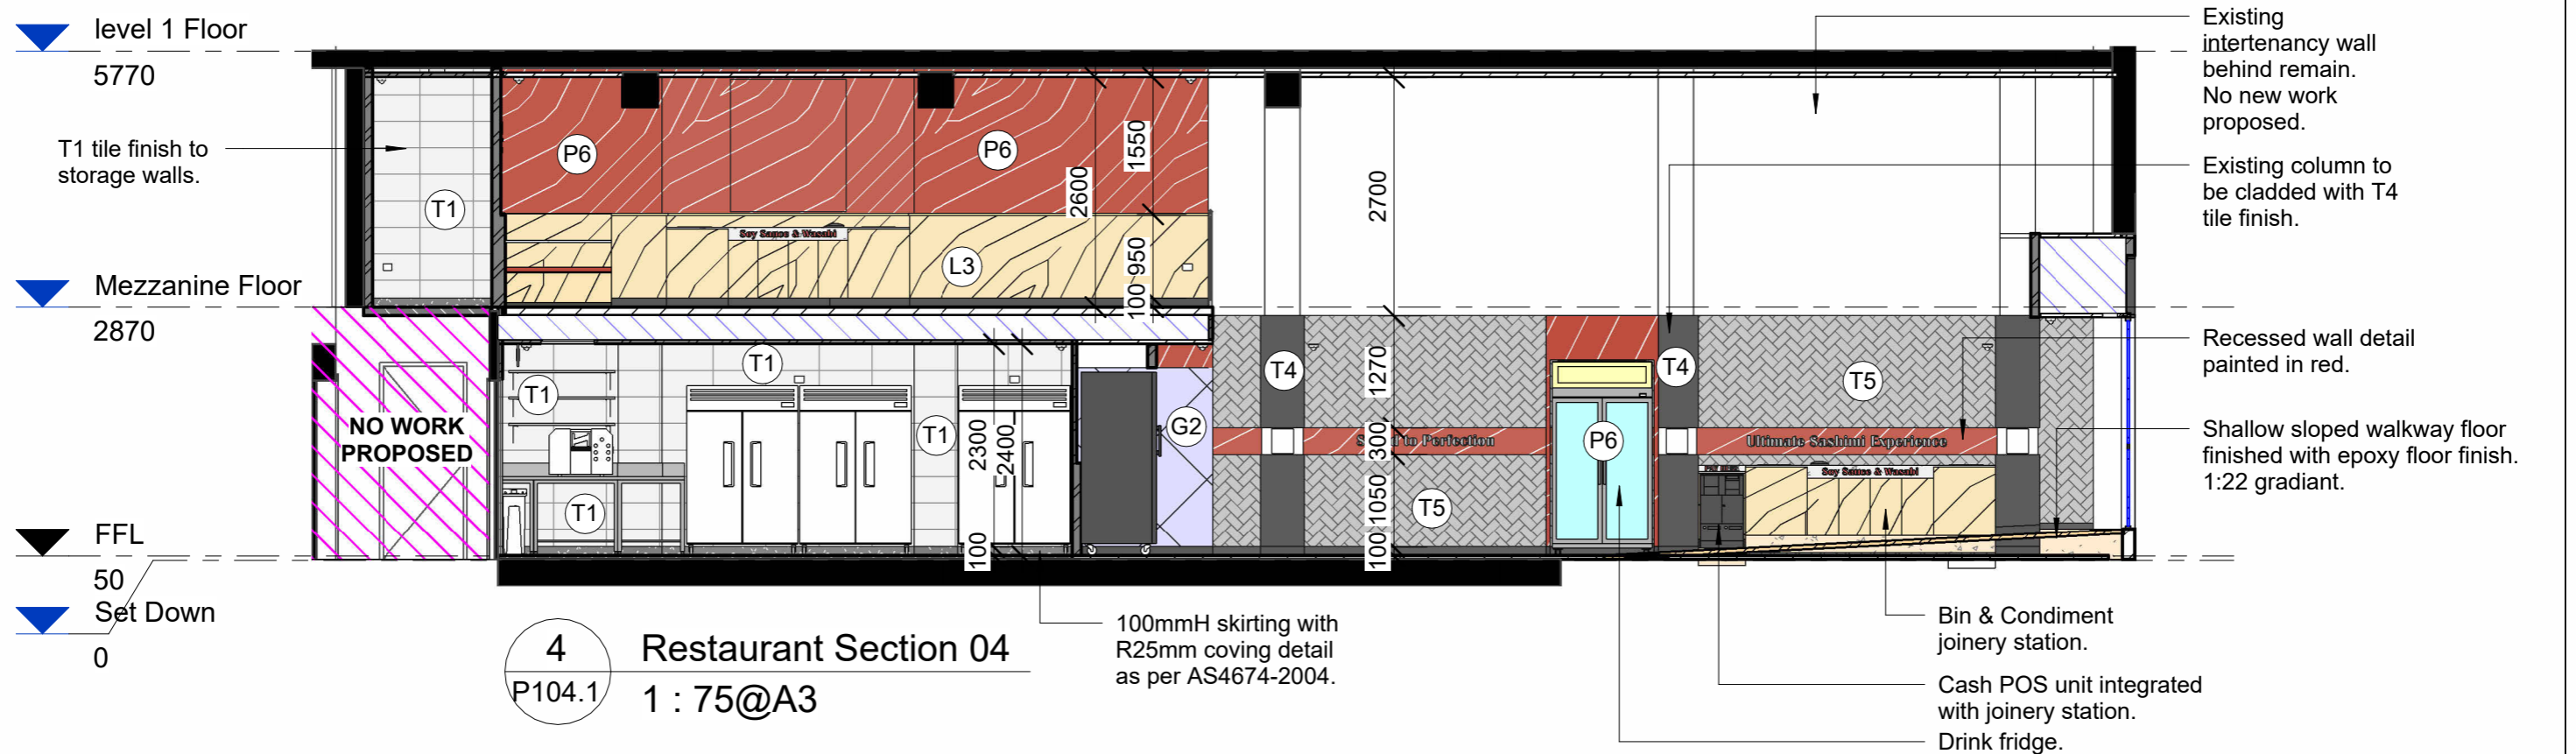 level 1 Floor
5770
T1 tile finish to
storage walls.
Mezzanine Floor
2870
FFL
50
Set Down
0
NO WORK
PROPOSED
T1
P6
P6
1550
2600
950
100
L3
Soy Sauce & Wasabi
2700
T1
T1
T1
T1
2300
2400
100
G2
T4
1270
300
1050
100
T5
to Perfection
P6
T4
T5
Ultimate Sashimi Experience
Soy Sauce & Wasabi
Existing
intertenancy wall
behind remain.
No new work
proposed.
Existing column to
be cladded with T4
tile finish.
Recessed wall detail
painted in red.
Shallow sloped walkway floor
finished with epoxy floor finish.
1:22 gradiant.
Bin & Condiment
joinery station.
Cash POS unit integrated
with joinery station.
Drink fridge.
100mmH skirting with
R25mm coving detail
as per AS4674-2004.
4
P104.1
Restaurant Section 04
1 : 75@A3